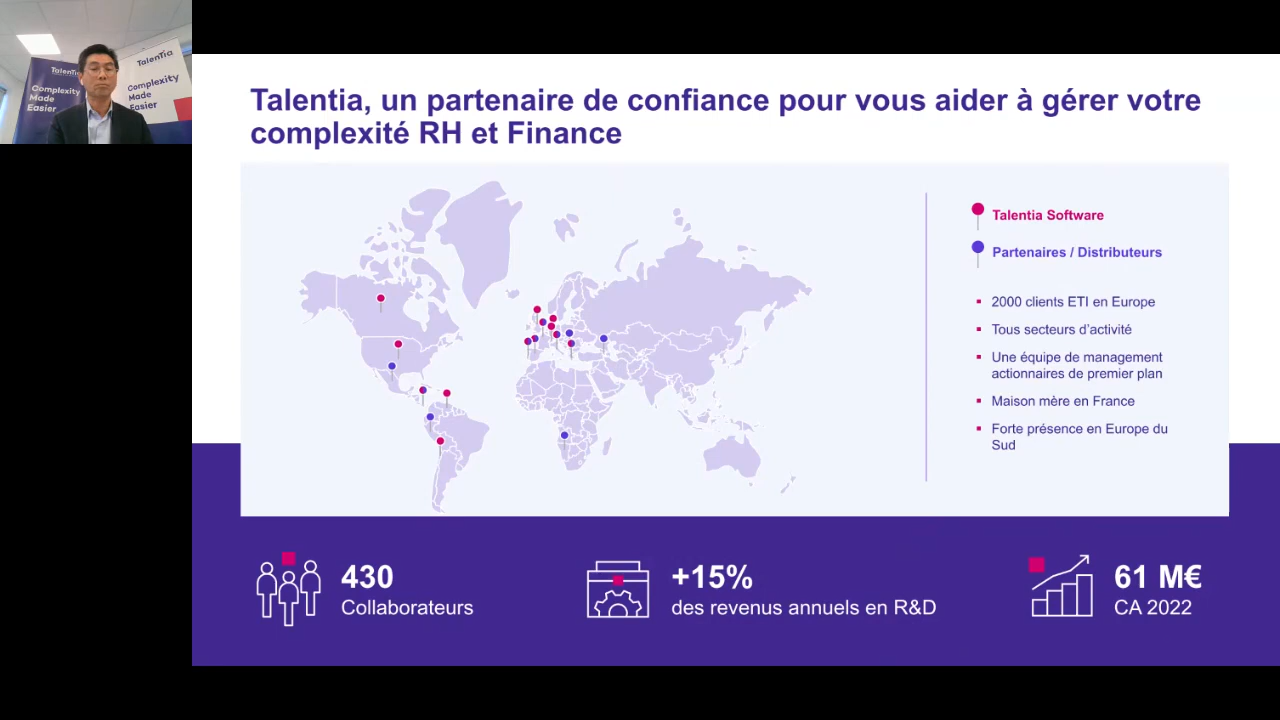 TalenTia
Complexity
Made
Easier
TalenTia
Complexity
Made
Easier
Talentia, un partenaire de confiance pour vous aider à gérer votre
complexité RH et Finance
Talentia Software
Partenaires / Distributeurs
2000 clients ETI en Europe
Tous secteurs d'activité
Une équipe de management
actionnaires de premier plan
Maison mère en France
Forte présence en Europe du
Sud
430
Collaborateurs
+15%
des revenus annuels en R&D
61 M€
CA 2022